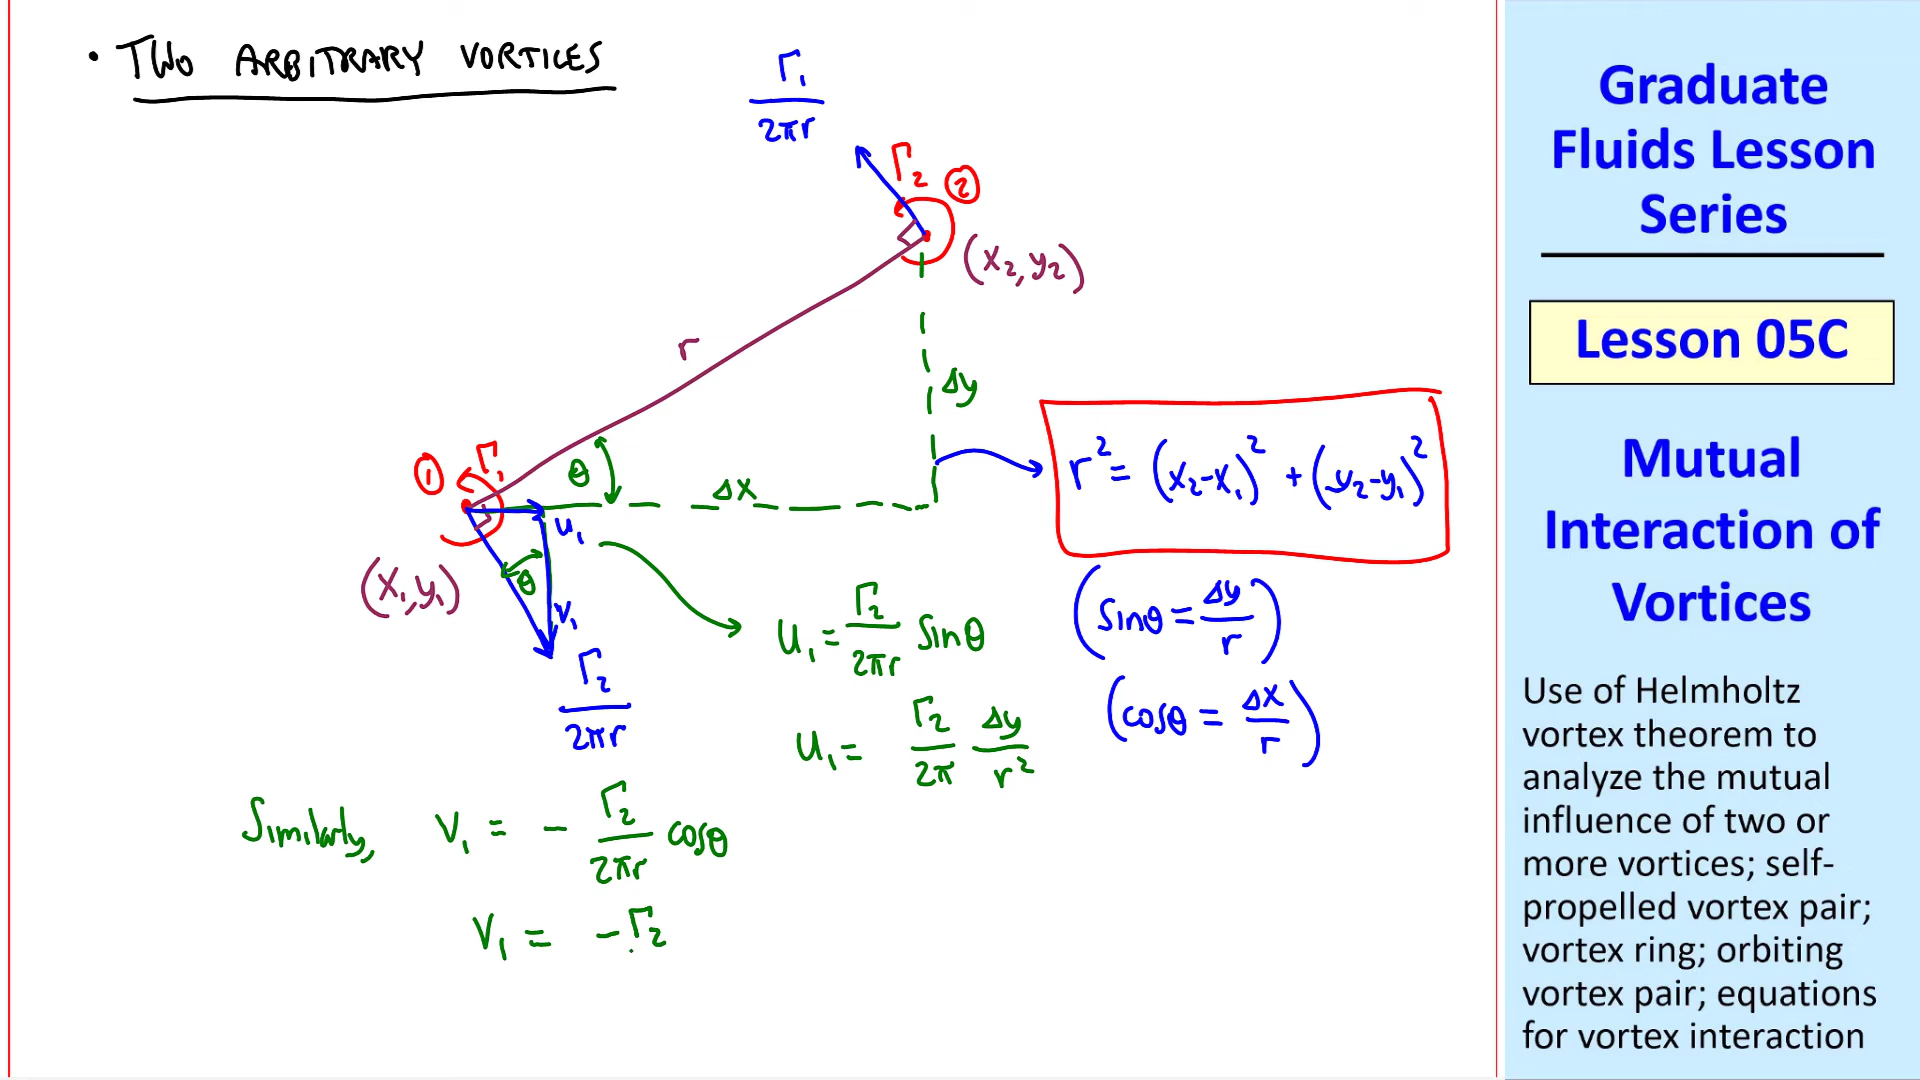 • TWO ARBITRARY VORTICES
Γ₁/2πr
Γ₂ ②
(x₂, y₂)
r
Δy
① Γ₁
θ
Δx
r² = (x₂-x₁)² + (y₂-y₁)²
u₁
(x₁, y₁)
θ
v₁
Γ₂/2πr
u₁ = Γ₂/2πr sinθ
(sinθ = Δy/r)
u₁ = Γ₂/2π Δy/r²
(cosθ = Δx/r)
Similarly, v₁ = - Γ₂/2πr cosθ
v₁ = -Γ₂
Graduate
Fluids Lesson
Series
Lesson 05C
Mutual
Interaction of
Vortices
Use of Helmholtz
vortex theorem to
analyze the mutual
influence of two or
more vortices; self-
propelled vortex pair;
vortex ring; orbiting
vortex pair; equations
for vortex interaction